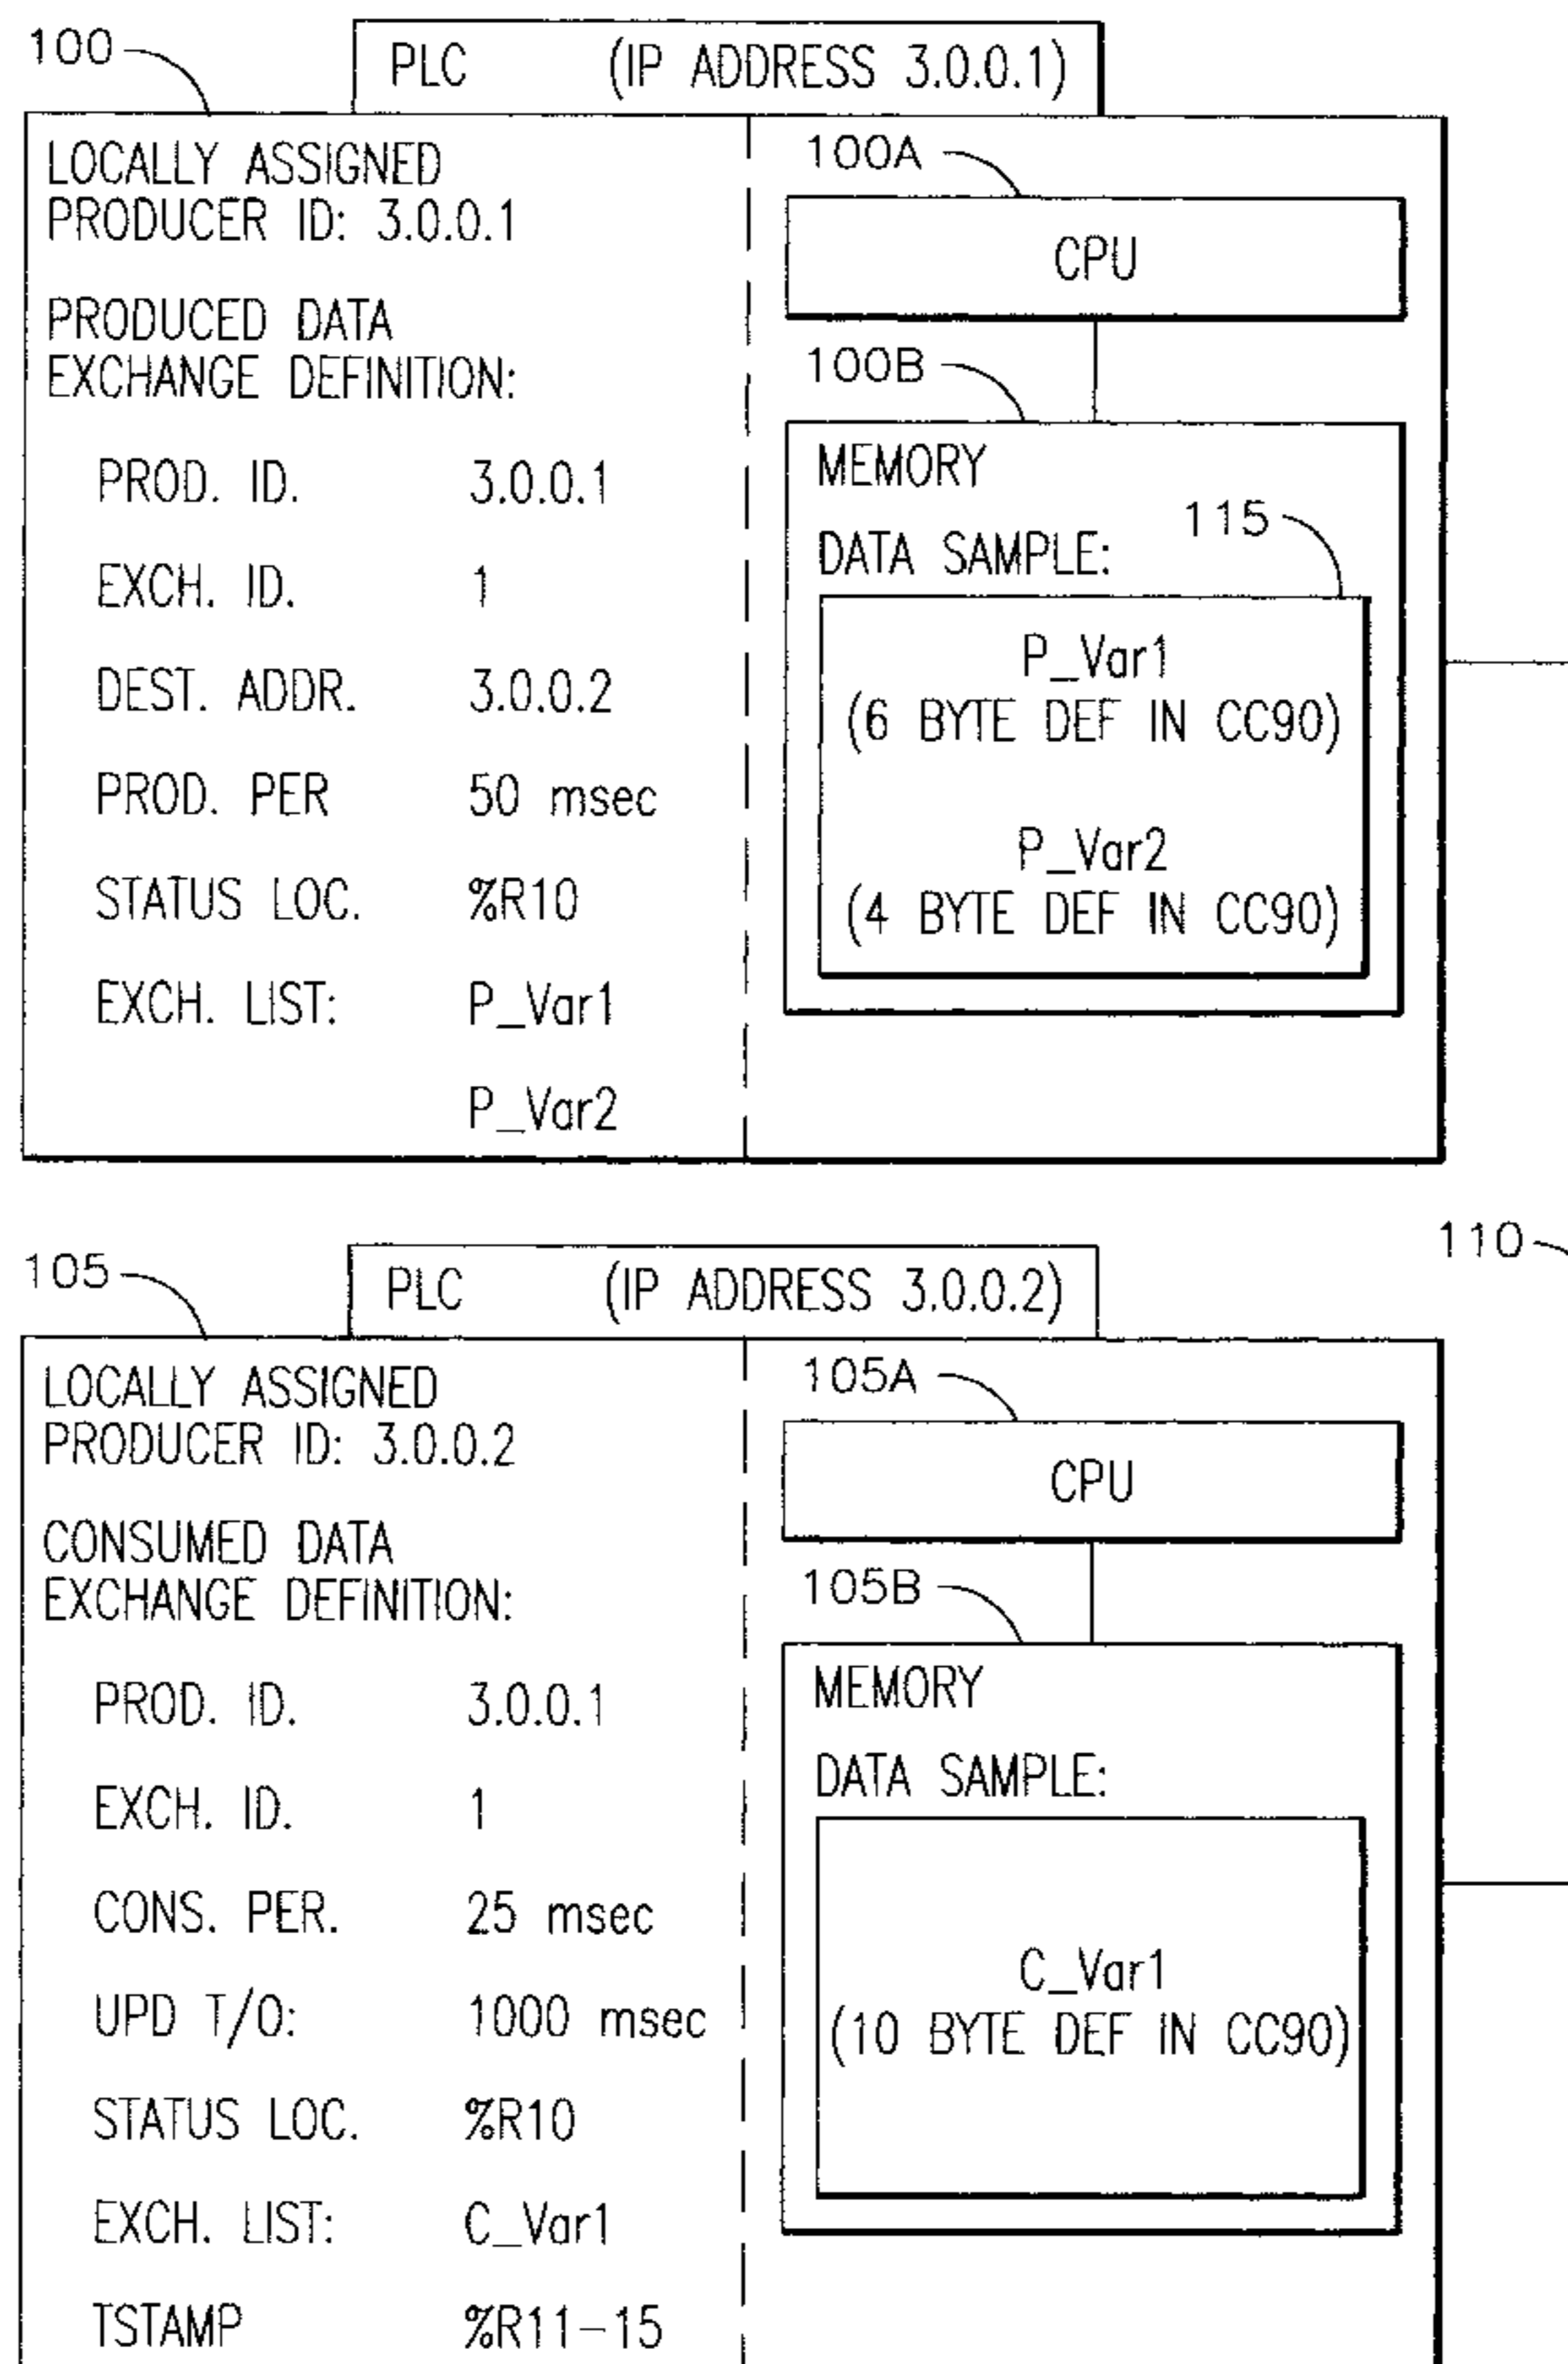 100
PLC (IP ADDRESS 3.0.0.1)
LOCALLY ASSIGNED
PRODUCER ID: 3.0.0.1
PRODUCED DATA
EXCHANGE DEFINITION:
PROD. ID. 3.0.0.1
EXCH. ID. 1
DEST. ADDR. 3.0.0.2
PROD. PER 50 msec
STATUS LOC. %R10
EXCH. LIST: P_Var1
P_Var2
100A
CPU
100B
MEMORY
DATA SAMPLE:
115
P_Var1
(6 BYTE DEF IN CC90)
P_Var2
(4 BYTE DEF IN CC90)
110
105
PLC (IP ADDRESS 3.0.0.2)
LOCALLY ASSIGNED
PRODUCER ID: 3.0.0.2
CONSUMED DATA
EXCHANGE DEFINITION:
PROD. ID. 3.0.0.1
EXCH. ID. 1
CONS. PER. 25 msec
UPD T/O: 1000 msec
STATUS LOC. %R10
EXCH. LIST: C_Var1
TSTAMP %R11-15
105A
CPU
105B
MEMORY
DATA SAMPLE:
C_Var1
(10 BYTE DEF IN CC90)